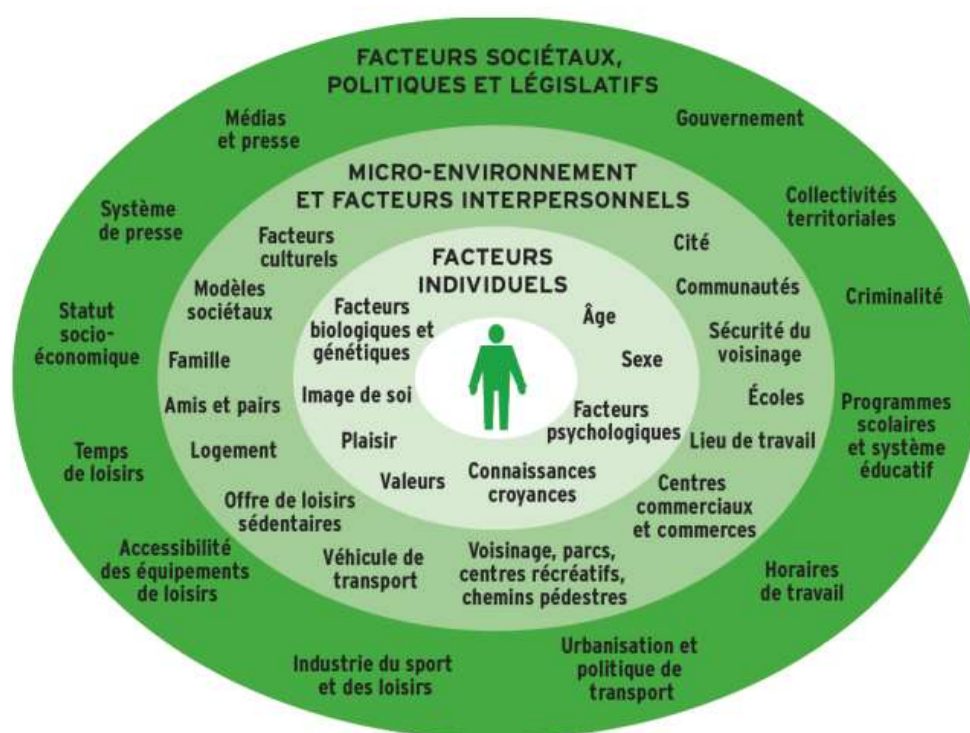 FACTEURS SOCIÉTAUX,
POLITIQUES ET LÉGISLATIFS
Médias
et presse
Gouvernement
Système
de presse
Collectivités
territoriales
Statut
socio-
économique
Criminalité
Temps
de loisirs
Programmes
scolaires
et système
éducatif
Accessibilité
des équipements
de loisirs
Horaires
de travail
Industrie du sport
et des loisirs
Urbanisation et
politique de
transport
MICRO-ENVIRONNEMENT
ET FACTEURS INTERPERSONNELS
Facteurs
culturels
Cité
Modèles
sociétaux
Communautés
Famille
Sécurité du
voisinage
Amis et pairs
Écoles
Logement
Lieu de travail
Offre de loisirs
sédentaires
Centres
commerciaux
et commerces
Véhicule de
transport
Voisinage, parcs,
centres récréatifs,
chemins pédestres
FACTEURS
INDIVIDUELS
Facteurs
biologiques et
génétiques
Âge
Sexe
Image de soi
Facteurs
psychologiques
Plaisir
Valeurs
Connaissances
croyances